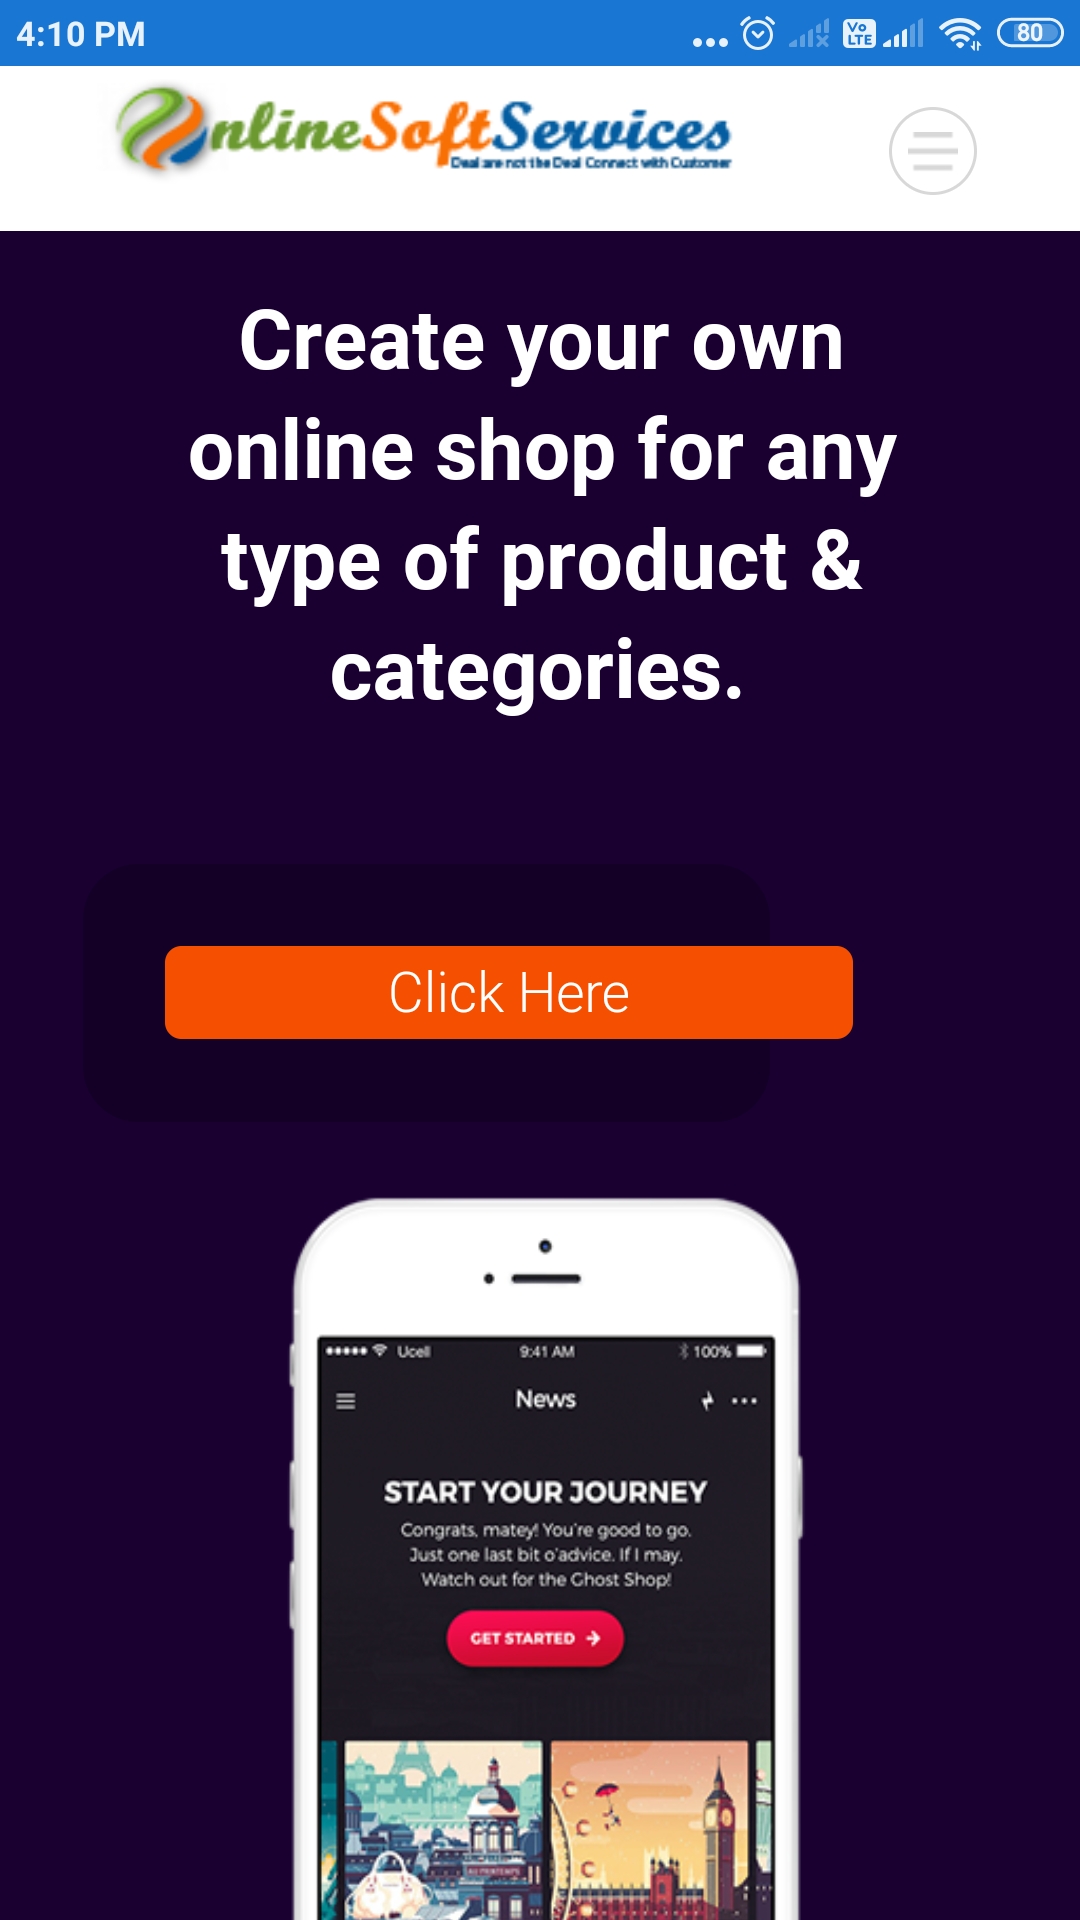 4:10 PM
Vo LTE
80
OnlineSoftServices
Deal are not the Deal Connect with Customer
Create your own
online shop for any
type of product &
categories.
Click Here
Ucell 9:41 AM 100%
News
START YOUR JOURNEY
Congrats, matey! You're good to go.
Just one last bit o'advice. If I may.
Watch out for the Ghost Shop!
GET STARTED